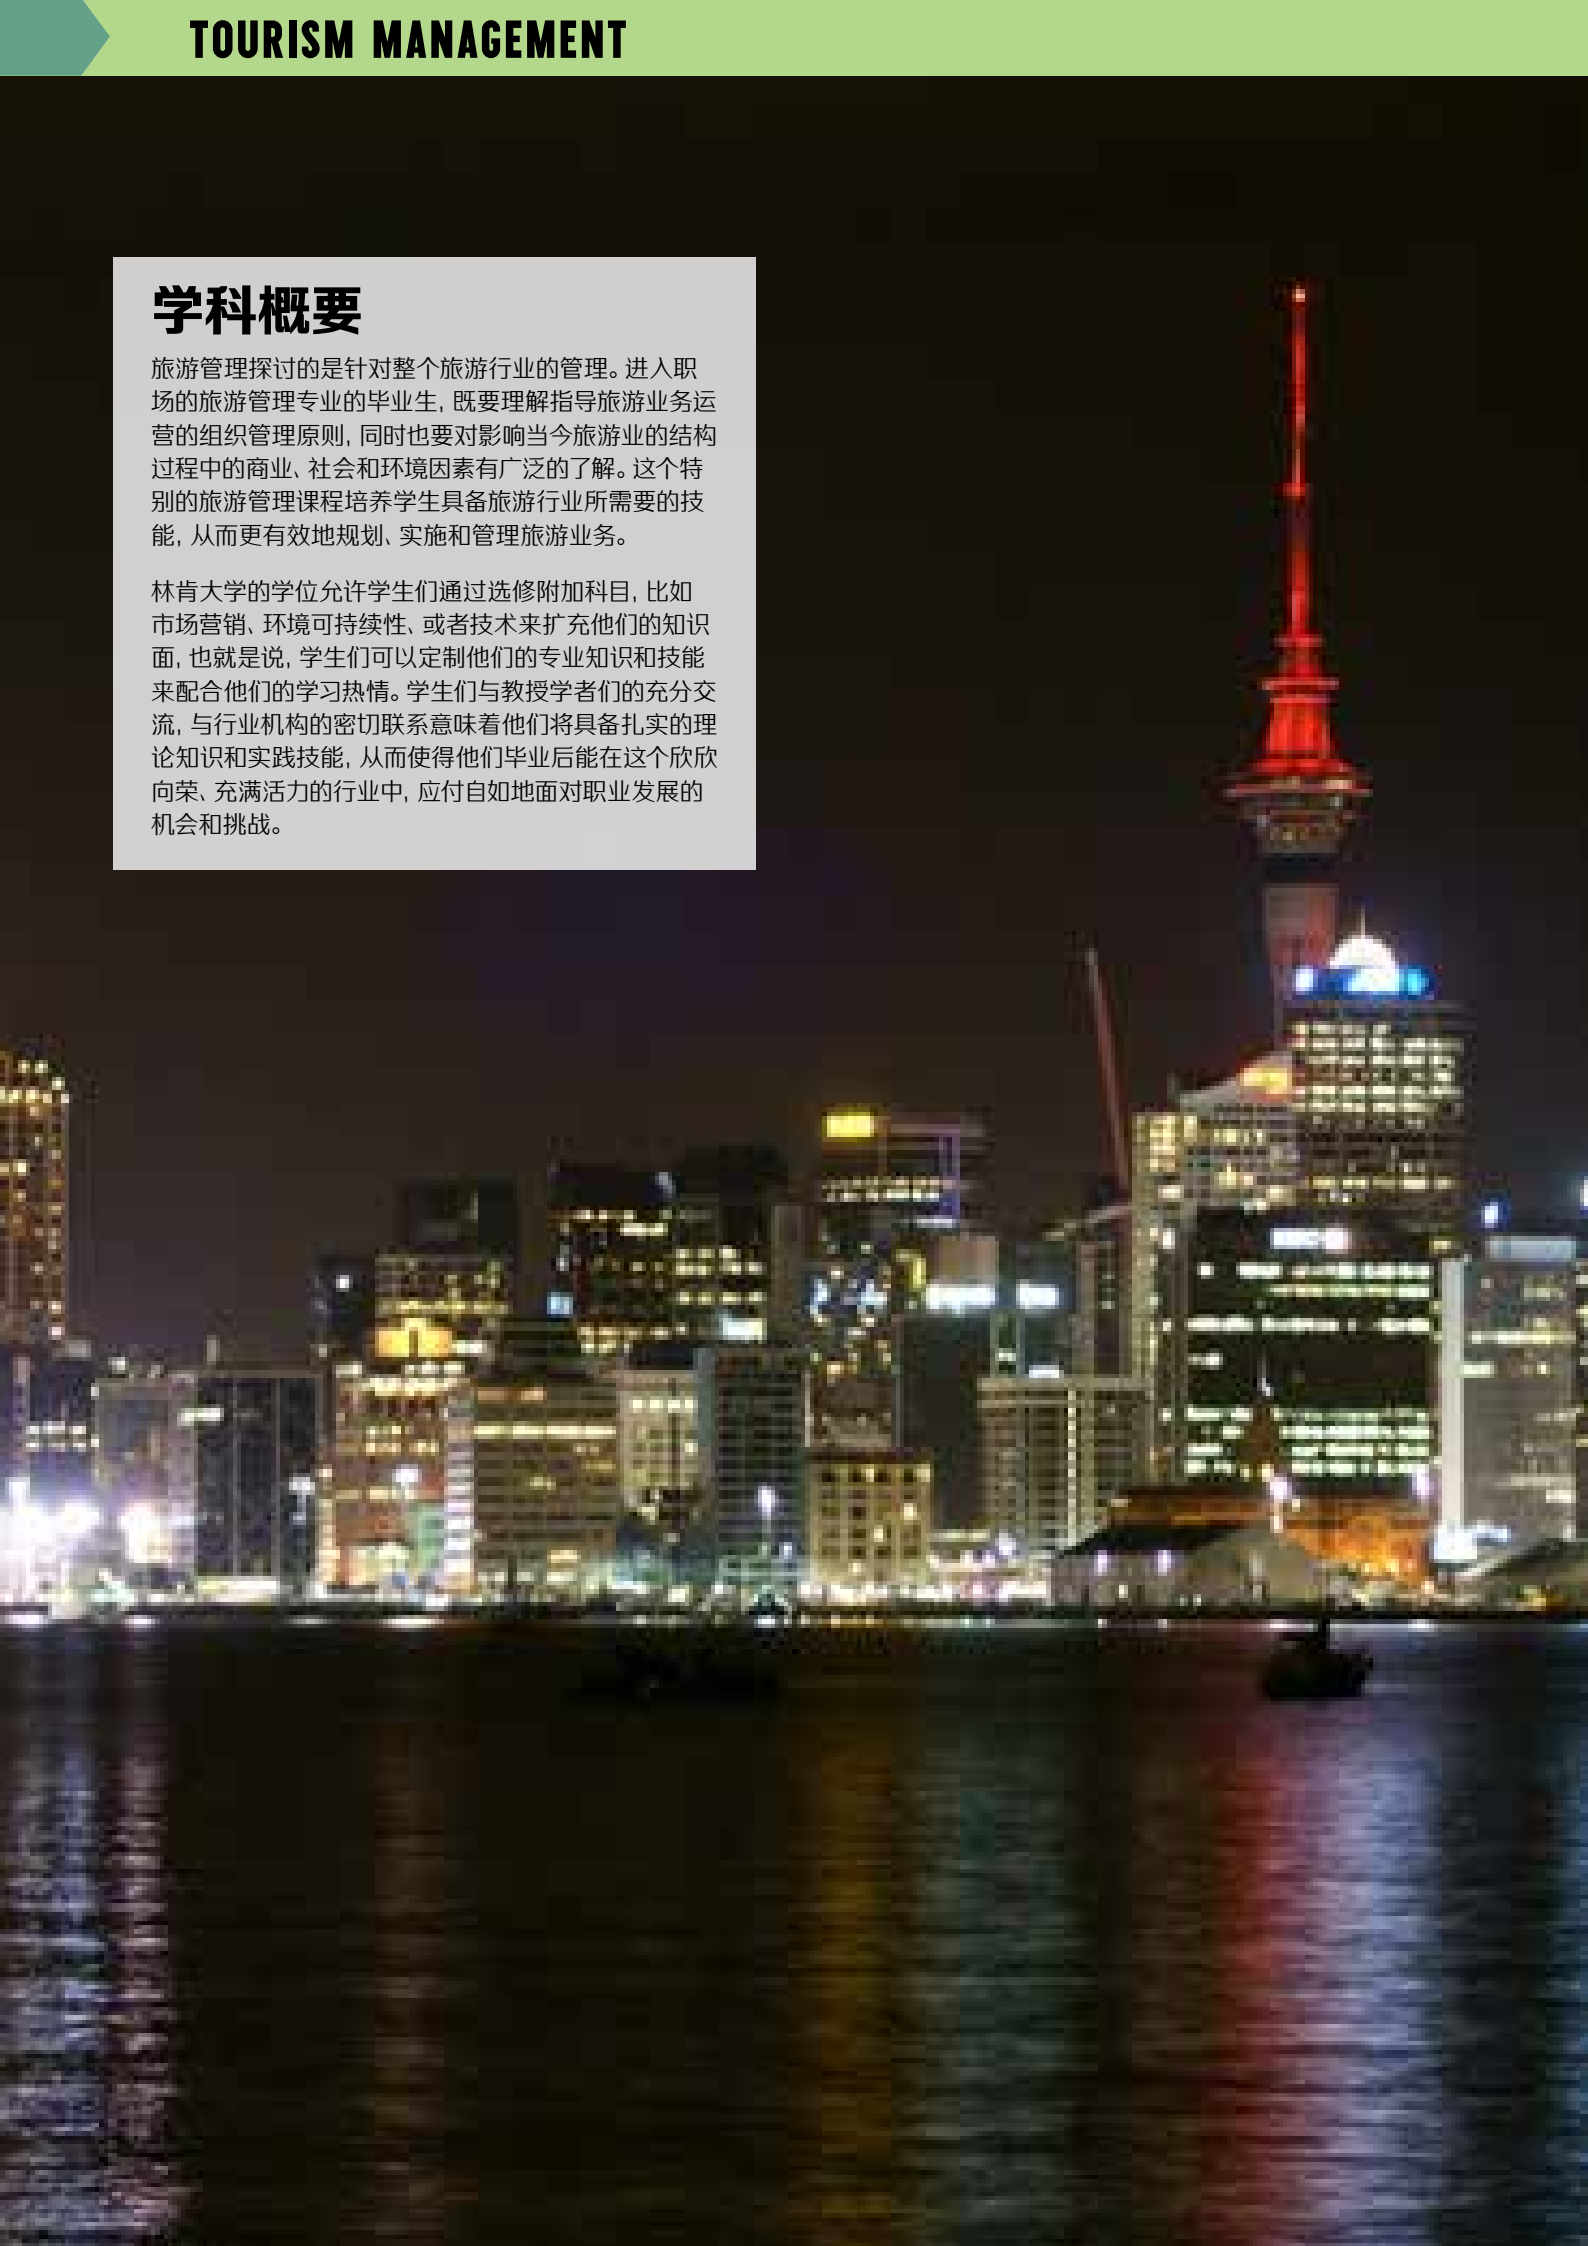 TOURISM MANAGEMENT
学科概要
旅游管理探讨的是针对整个旅游行业的管理。进入职
场的旅游管理专业的毕业生, 既要理解指导旅游业务运
营的组织管理原则, 同时也要对影响当今旅游业的结构
过程中的商业、社会和环境因素有广泛的了解。这个特
别的旅游管理课程培养学生具备旅游行业所需要的技
能, 从而更有效地规划、实施和管理旅游业务。
林肯大学的学位允许学生们通过选修附加科目, 比如
市场营销、环境可持续性、或者技术来扩充他们的知识
面, 也就是说, 学生们可以定制他们的专业知识和技能
来配合他们的学习热情。学生们与教授学者们的充分交
流, 与行业机构的密切联系意味着他们将具备扎实的理
论知识和实践技能, 从而使得他们毕业后能在这个欣欣
向荣、充满活力的行业中, 应付自如地面对职业发展的
机会和挑战。